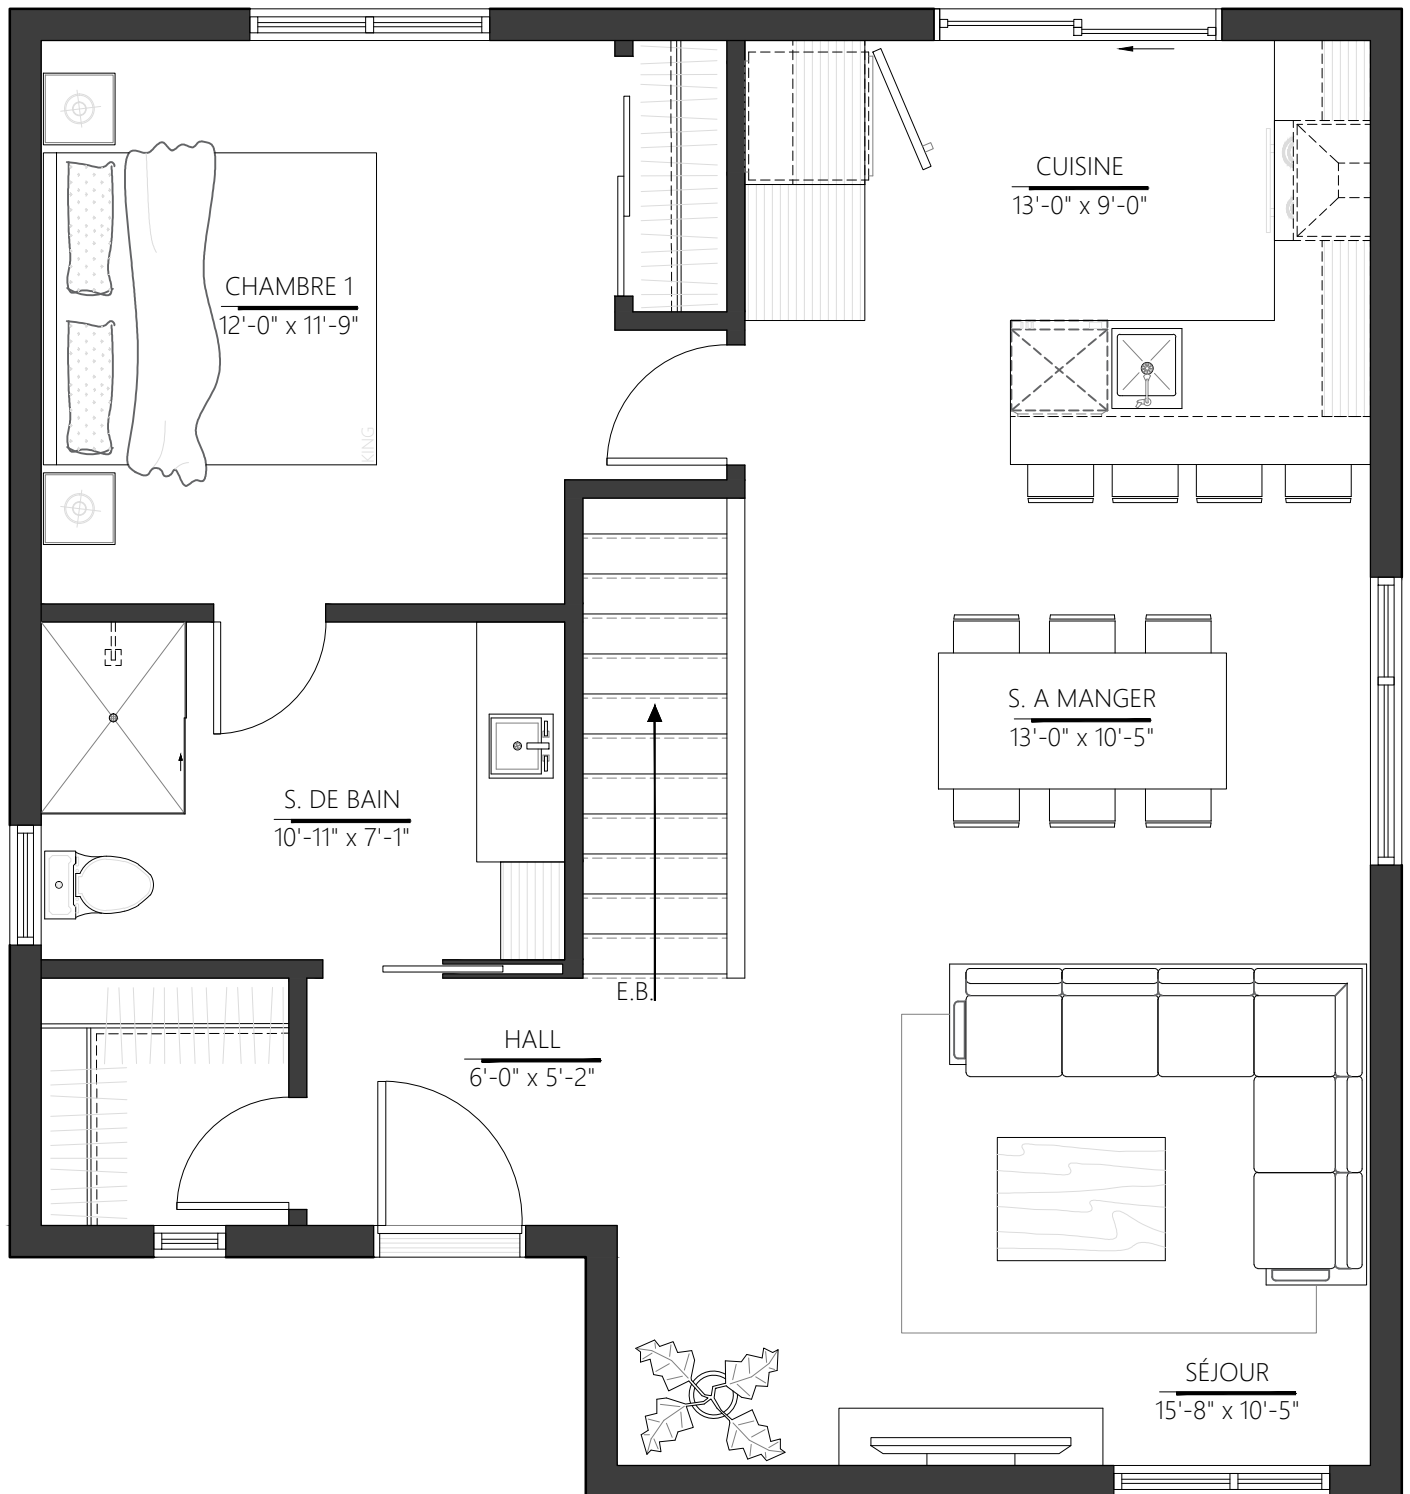 CUISINE
13'-0" x 9'-0"
CHAMBRE 1
12'-0" x 11'-9"
KING
S. A MANGER
13'-0" x 10'-5"
S. DE BAIN
10'-11" x 7'-1"
E.B.
HALL
6'-0" x 5'-2"
SÉJOUR
15'-8" x 10'-5"